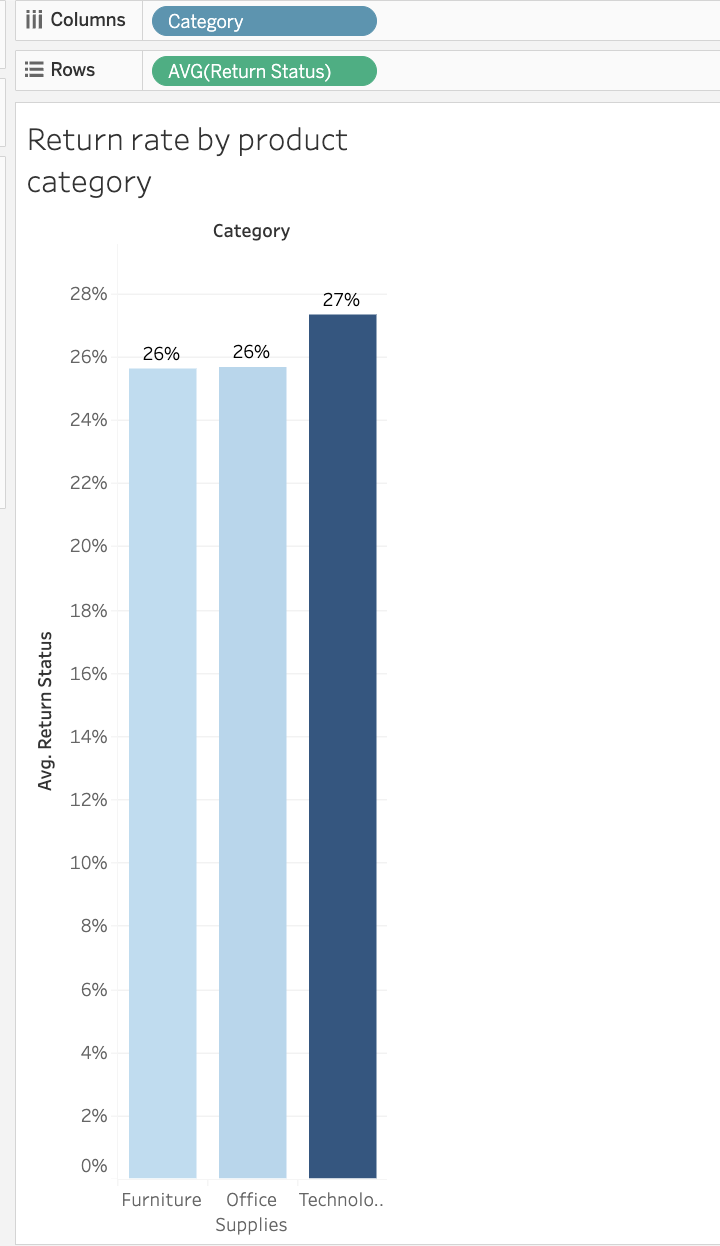 Columns
Category
Rows
AVG(Return Status)
Return rate by product
category
Category
28%
26%
24%
22%
20%
18%
16%
14%
12%
10%
8%
6%
4%
2%
0%
Avg. Return Status
26%
26%
27%
Furniture
Office
Supplies
Technolo..